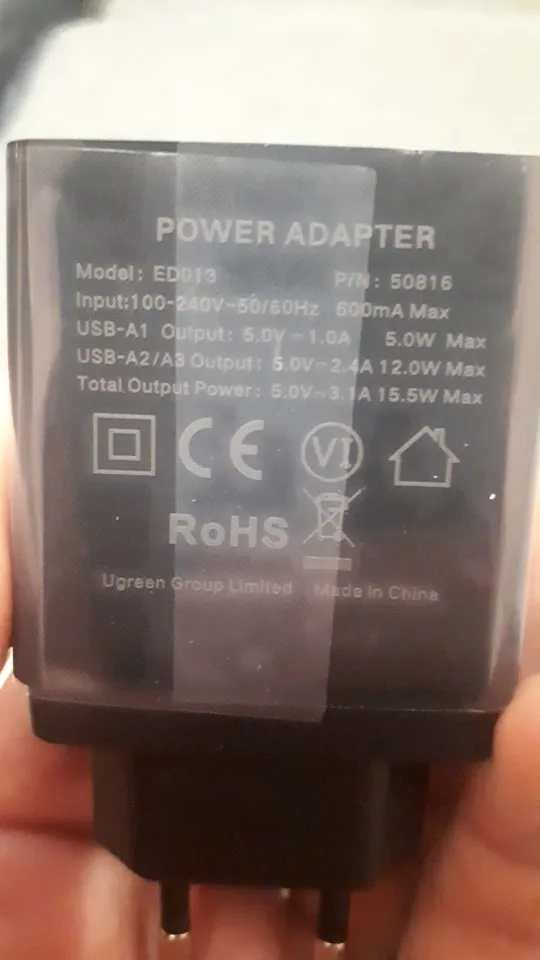 POWER ADAPTER
Model: ED013 P/N: 50816
Input:100-240V~50/60Hz 600mA Max
USB-A1 Output: 5.0V⎓1.0A 5.0W Max
USB-A2/A3 Output: 5.0V⎓2.4A 12.0W Max
Total Output Power: 5.0V⎓3.1A 15.5W Max
CE VI
RoHS
Ugreen Group Limited Made in China